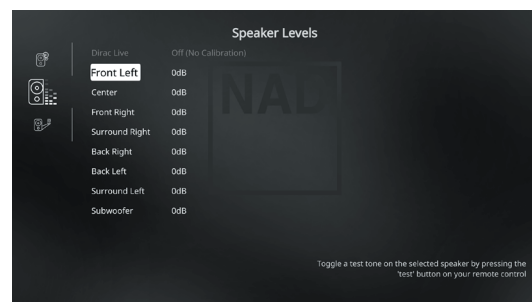 Speaker Levels
Dirac Live Off (No Calibration)
Front Left 0dB
Center 0dB
Front Right 0dB
Surround Right 0dB
Back Right 0dB
Back Left 0dB
Surround Left 0dB
Subwoofer 0dB
NAD
Toggle a test tone on the selected speaker by pressing the
'test' button on your remote control